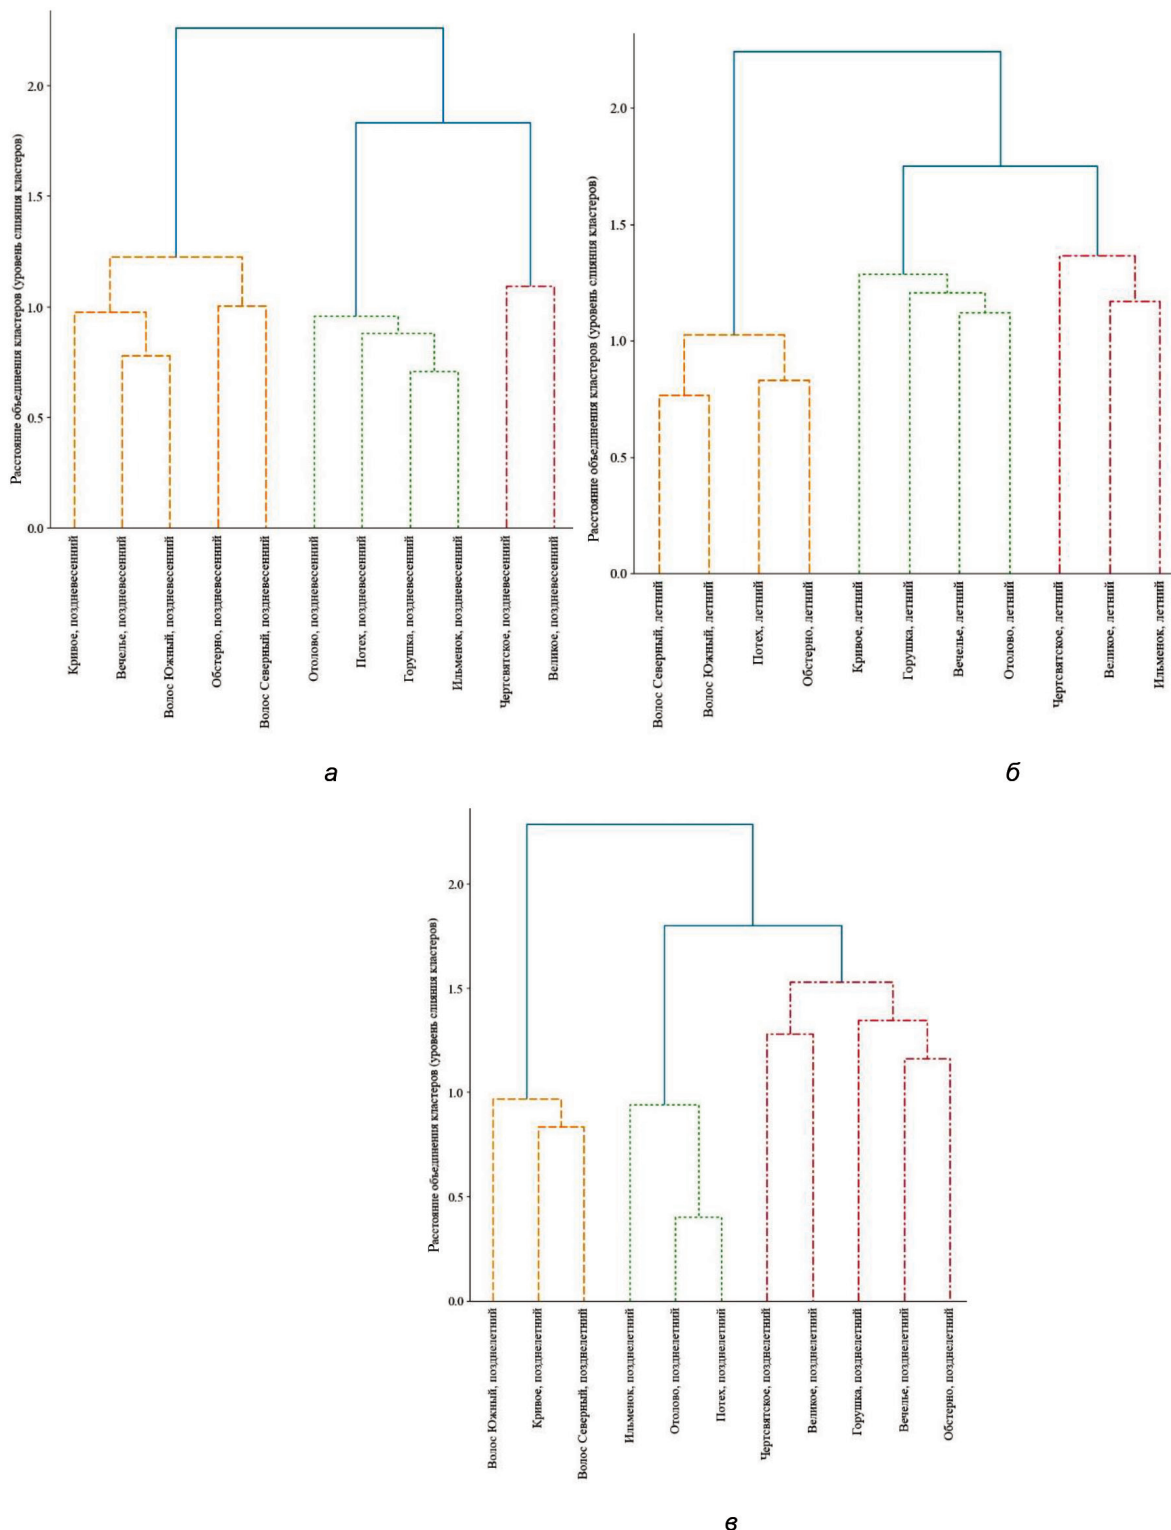 Расстояние объединения кластеров (уровень слияния кластеров)
2.0
1.5
1.0
0.5
0.0
Кривое, поздневесенний
Вечелье, поздневесенний
Волос Южный, поздневесенний
Обстерно, поздневесенний
Волос Северный, поздневесенний
Отолово, поздневесенний
Потех, поздневесенний
Горушка, поздневесенний
Ильменок, поздневесенний
Чертсвятское, поздневесенний
Великое, поздневесенний
а
Расстояние объединения кластеров (уровень слияния кластеров)
2.0
1.5
1.0
0.5
0.0
Волос Северный, летний
Волос Южный, летний
Потех, летний
Обстерно, летний
Кривое, летний
Горушка, летний
Вечелье, летний
Отолово, летний
Чертсвятское, летний
Великое, летний
Ильменок, летний
б
Расстояние объединения кластеров (уровень слияния кластеров)
2.0
1.5
1.0
0.5
0.0
Волос Южный, позднелетний
Кривое, позднелетний
Волос Северный, позднелетний
Ильменок, позднелетний
Отолово, позднелетний
Потех, позднелетний
Чертсвятское, позднелетний
Великое, позднелетний
Горушка, позднелетний
Вечелье, позднелетний
Обстерно, позднелетний
в